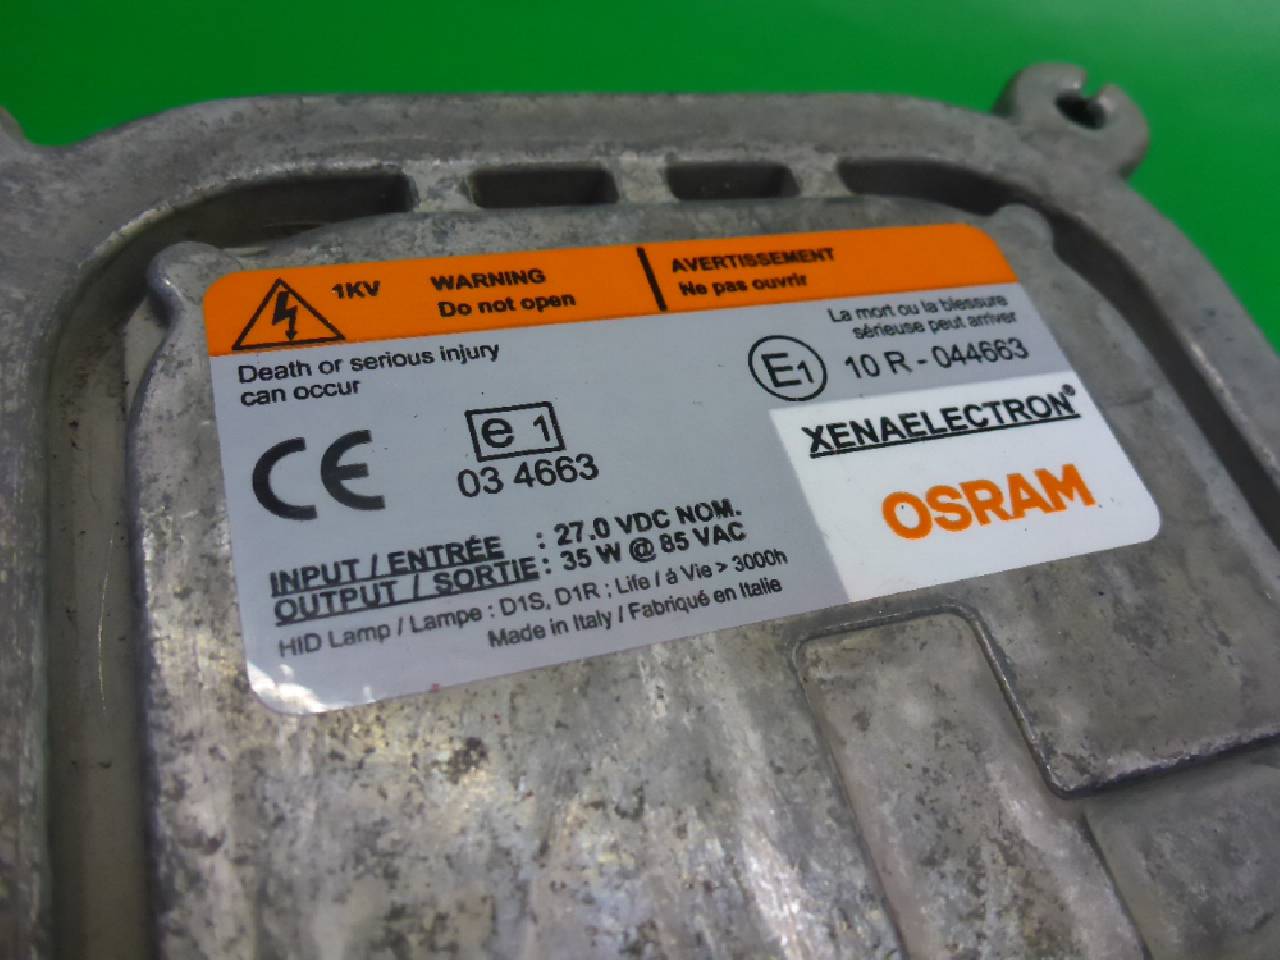 1KV
WARNING
Do not open
AVERTISSEMENT
Ne pas ouvrir
Death or serious injury
can occur
La mort ou la blessure
sérieuse peut arriver
E1 10 R - 044663
CE
e 1
03 4663
XENAELECTRON®
OSRAM
INPUT / ENTRÉE : 27.0 VDC NOM.
OUTPUT / SORTIE : 35 W @ 85 VAC
HID Lamp / Lampe : D1S, D1R ; Life / á Vie > 3000h
Made in Italy / Fabriqué en Italie